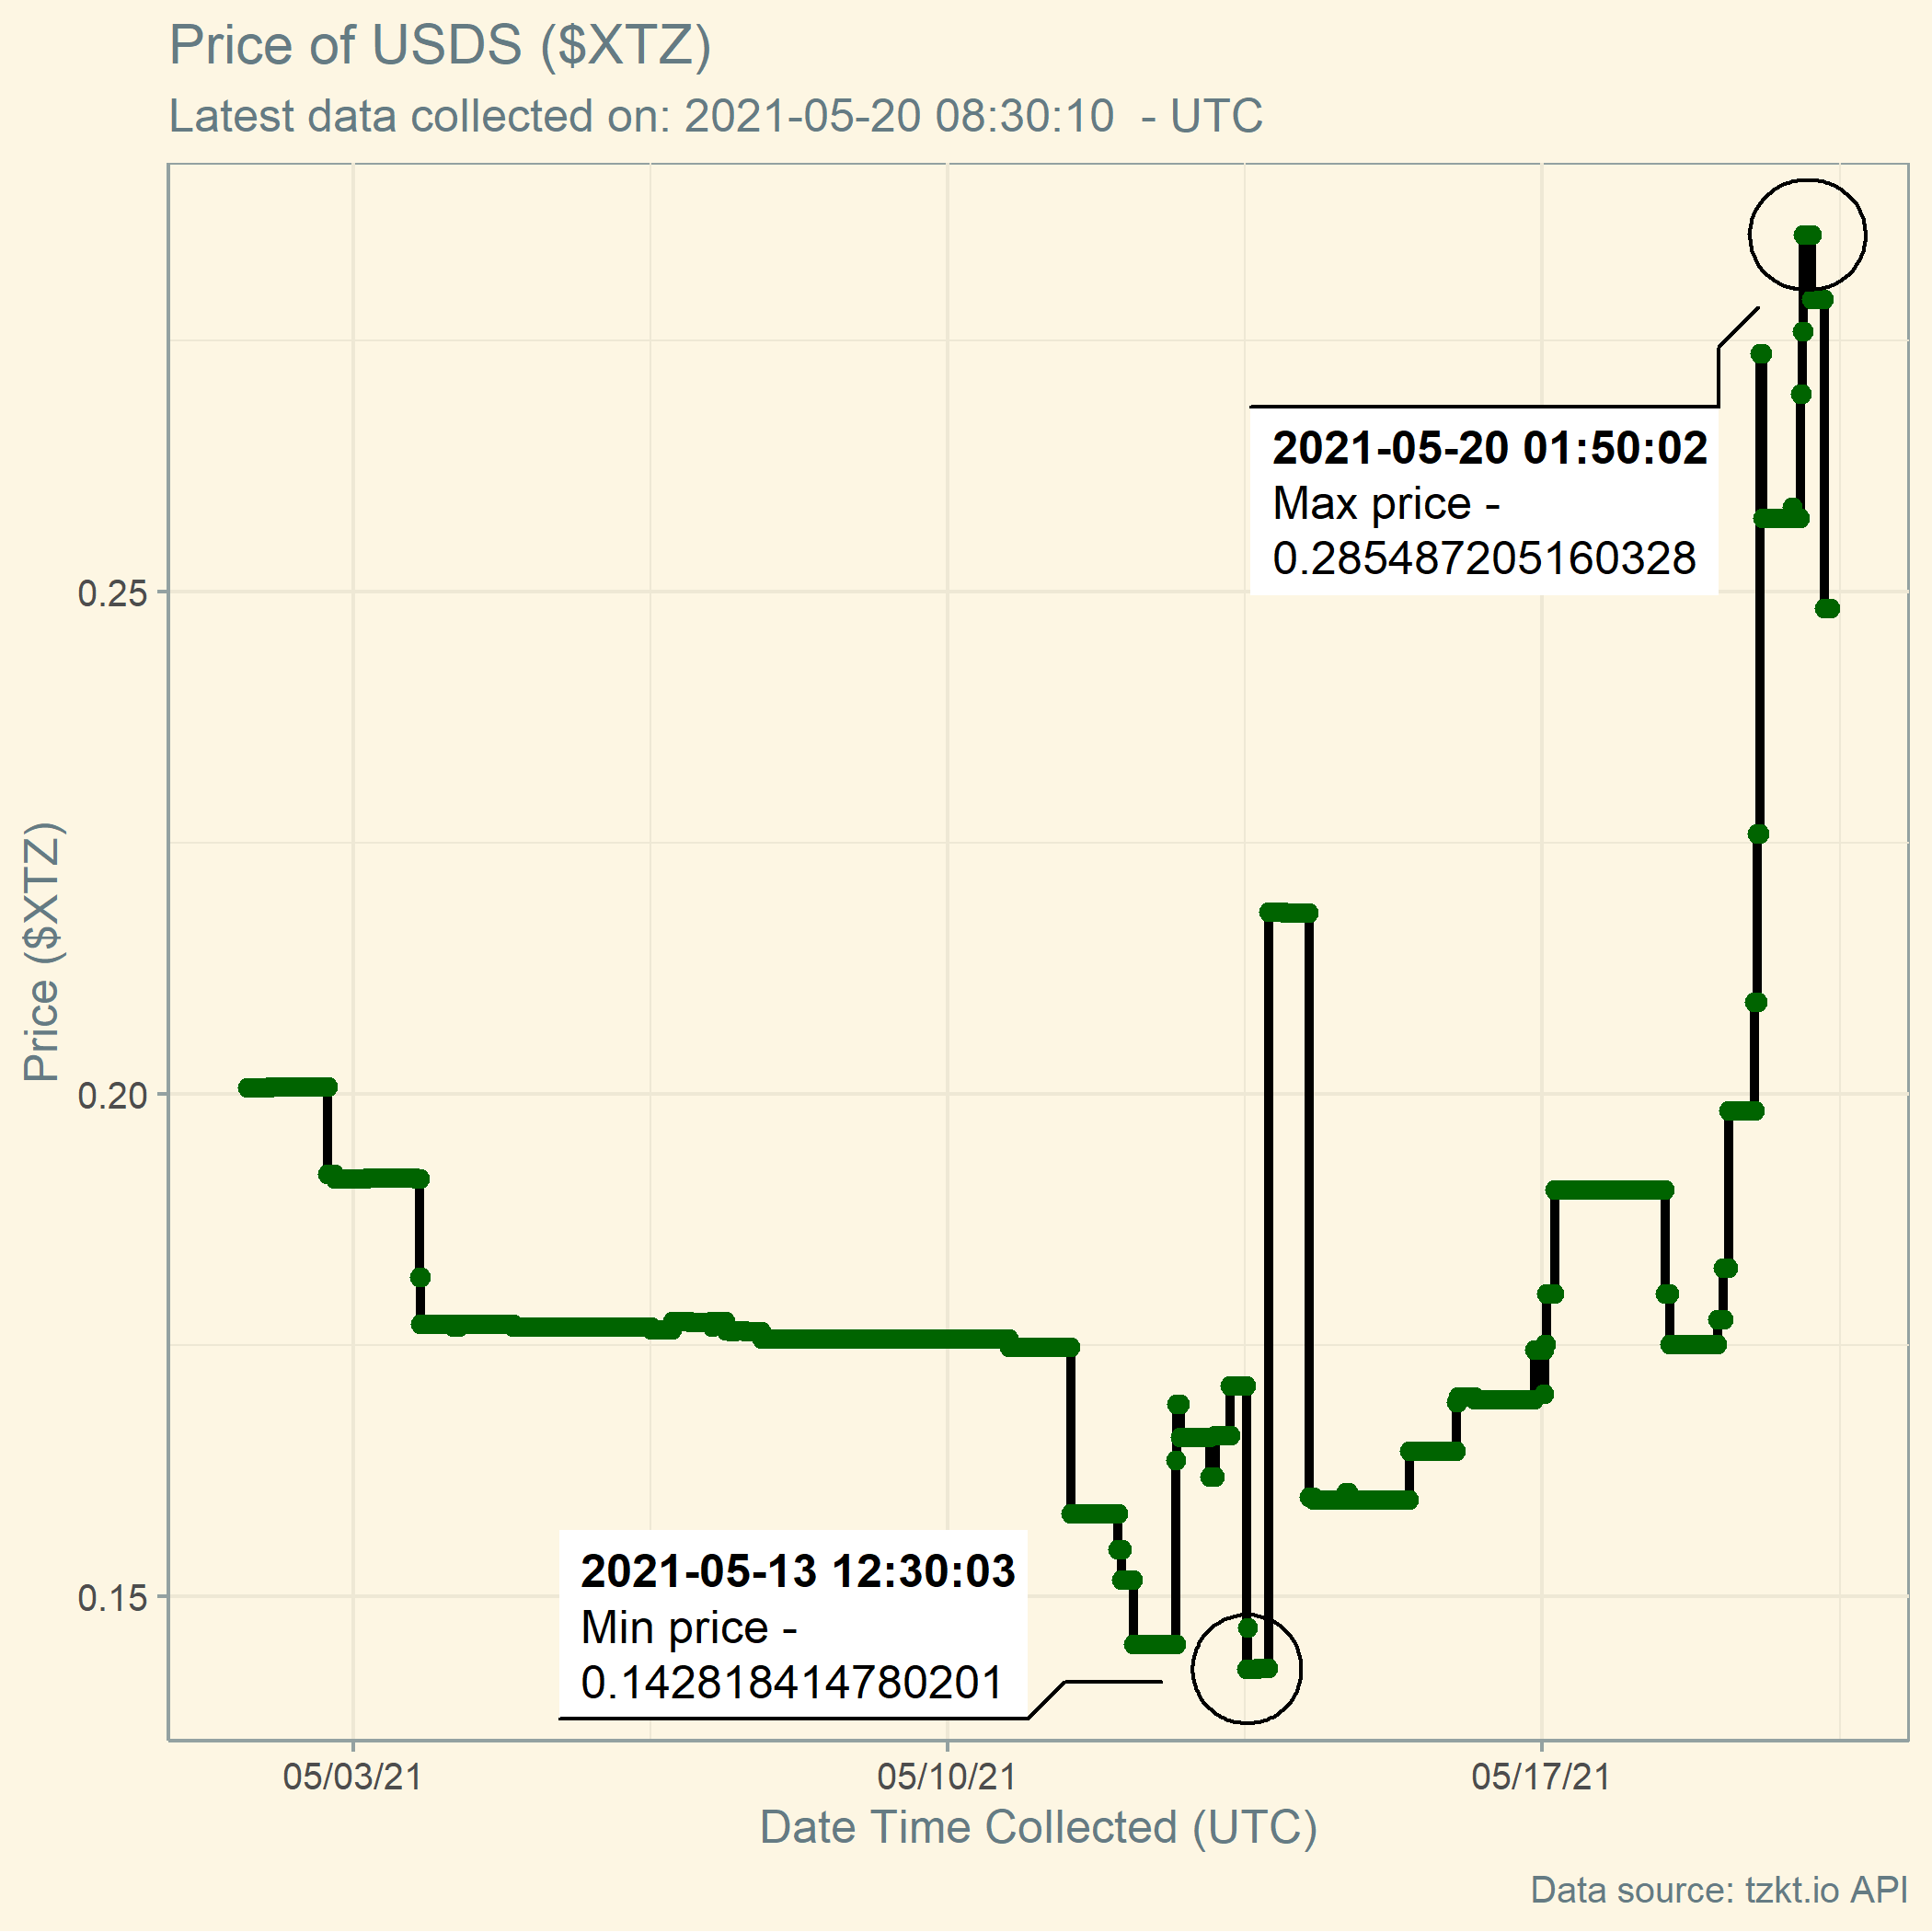 Price of USDS ($XTZ)
Latest data collected on: 2021-05-20 08:30:10  - UTC
2021-05-20 01:50:02
Max price -
0.285487205160328
0.25
0.20
0.15
Price ($XTZ)
2021-05-13 12:30:03
Min price -
0.142818414780201
05/03/21
05/10/21
05/17/21
Date Time Collected (UTC)
Data source: tzkt.io API